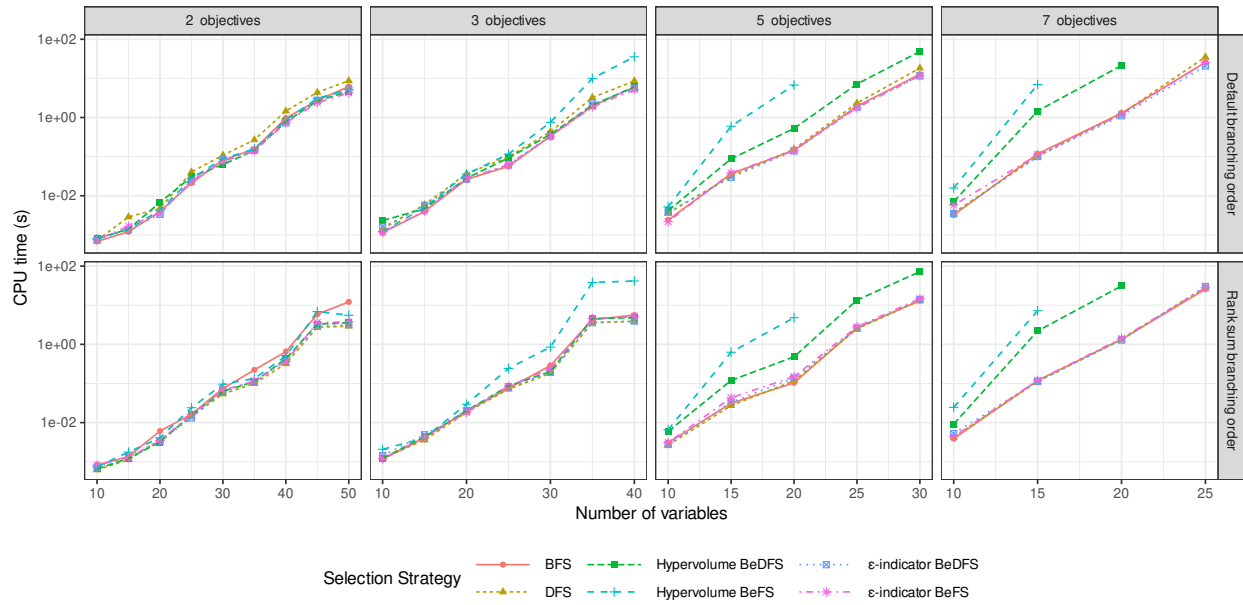 2 objectives
3 objectives
5 objectives
7 objectives
CPU time (s)
1e+02
1e+00
1e-02
Default branching order
1e+02
1e+00
1e-02
Rank sum branching order
10 20 30 40 50
10 20 30 40
10 15 20 25 30
10 15 20 25
Number of variables
Selection Strategy
BFS
Hypervolume BeDFS
ε-indicator BeDFS
DFS
Hypervolume BeFS
ε-indicator BeFS